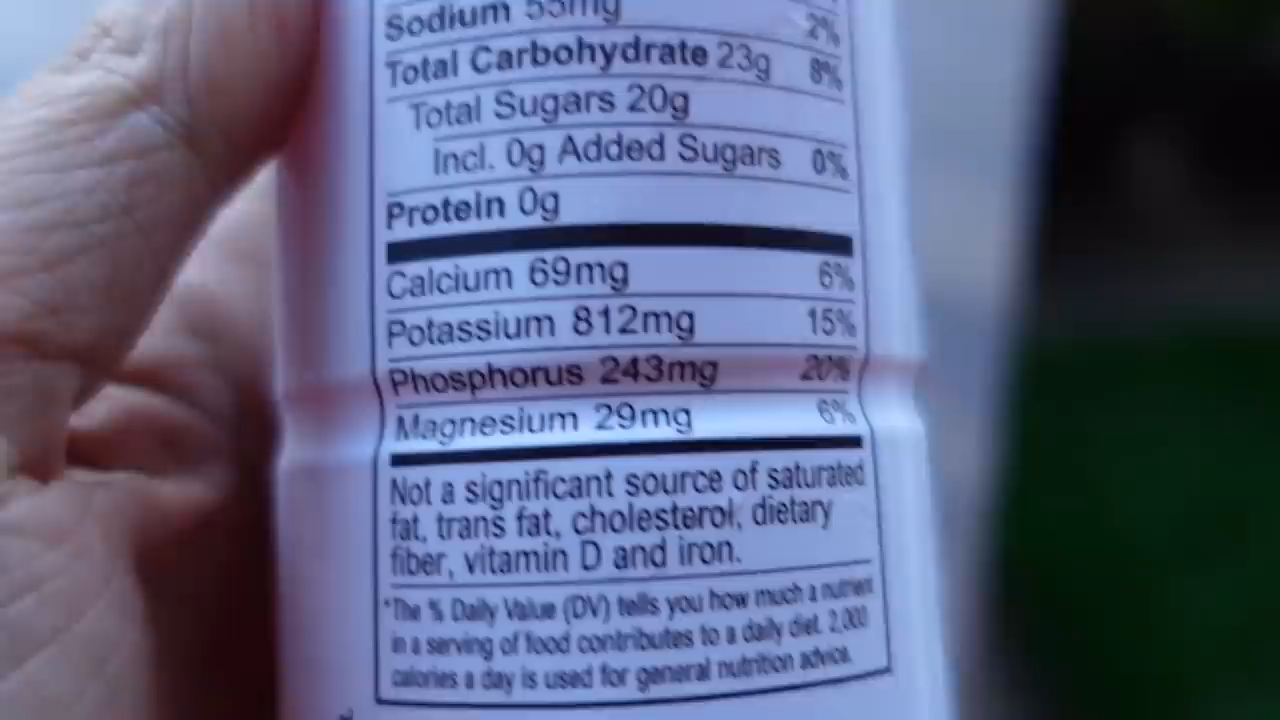 Sodium 55mg 2%
Total Carbohydrate 23g 8%
Total Sugars 20g
Incl. 0g Added Sugars 0%
Protein 0g
Calcium 69mg 6%
Potassium 812mg 15%
Phosphorus 243mg 20%
Magnesium 29mg 6%
Not a significant source of saturated
fat, trans fat, cholesterol, dietary
fiber, vitamin D and iron.
*The % Daily Value (DV) tells you how much a nutrient
in a serving of food contributes to a daily diet. 2,000
calories a day is used for general nutrition advice.